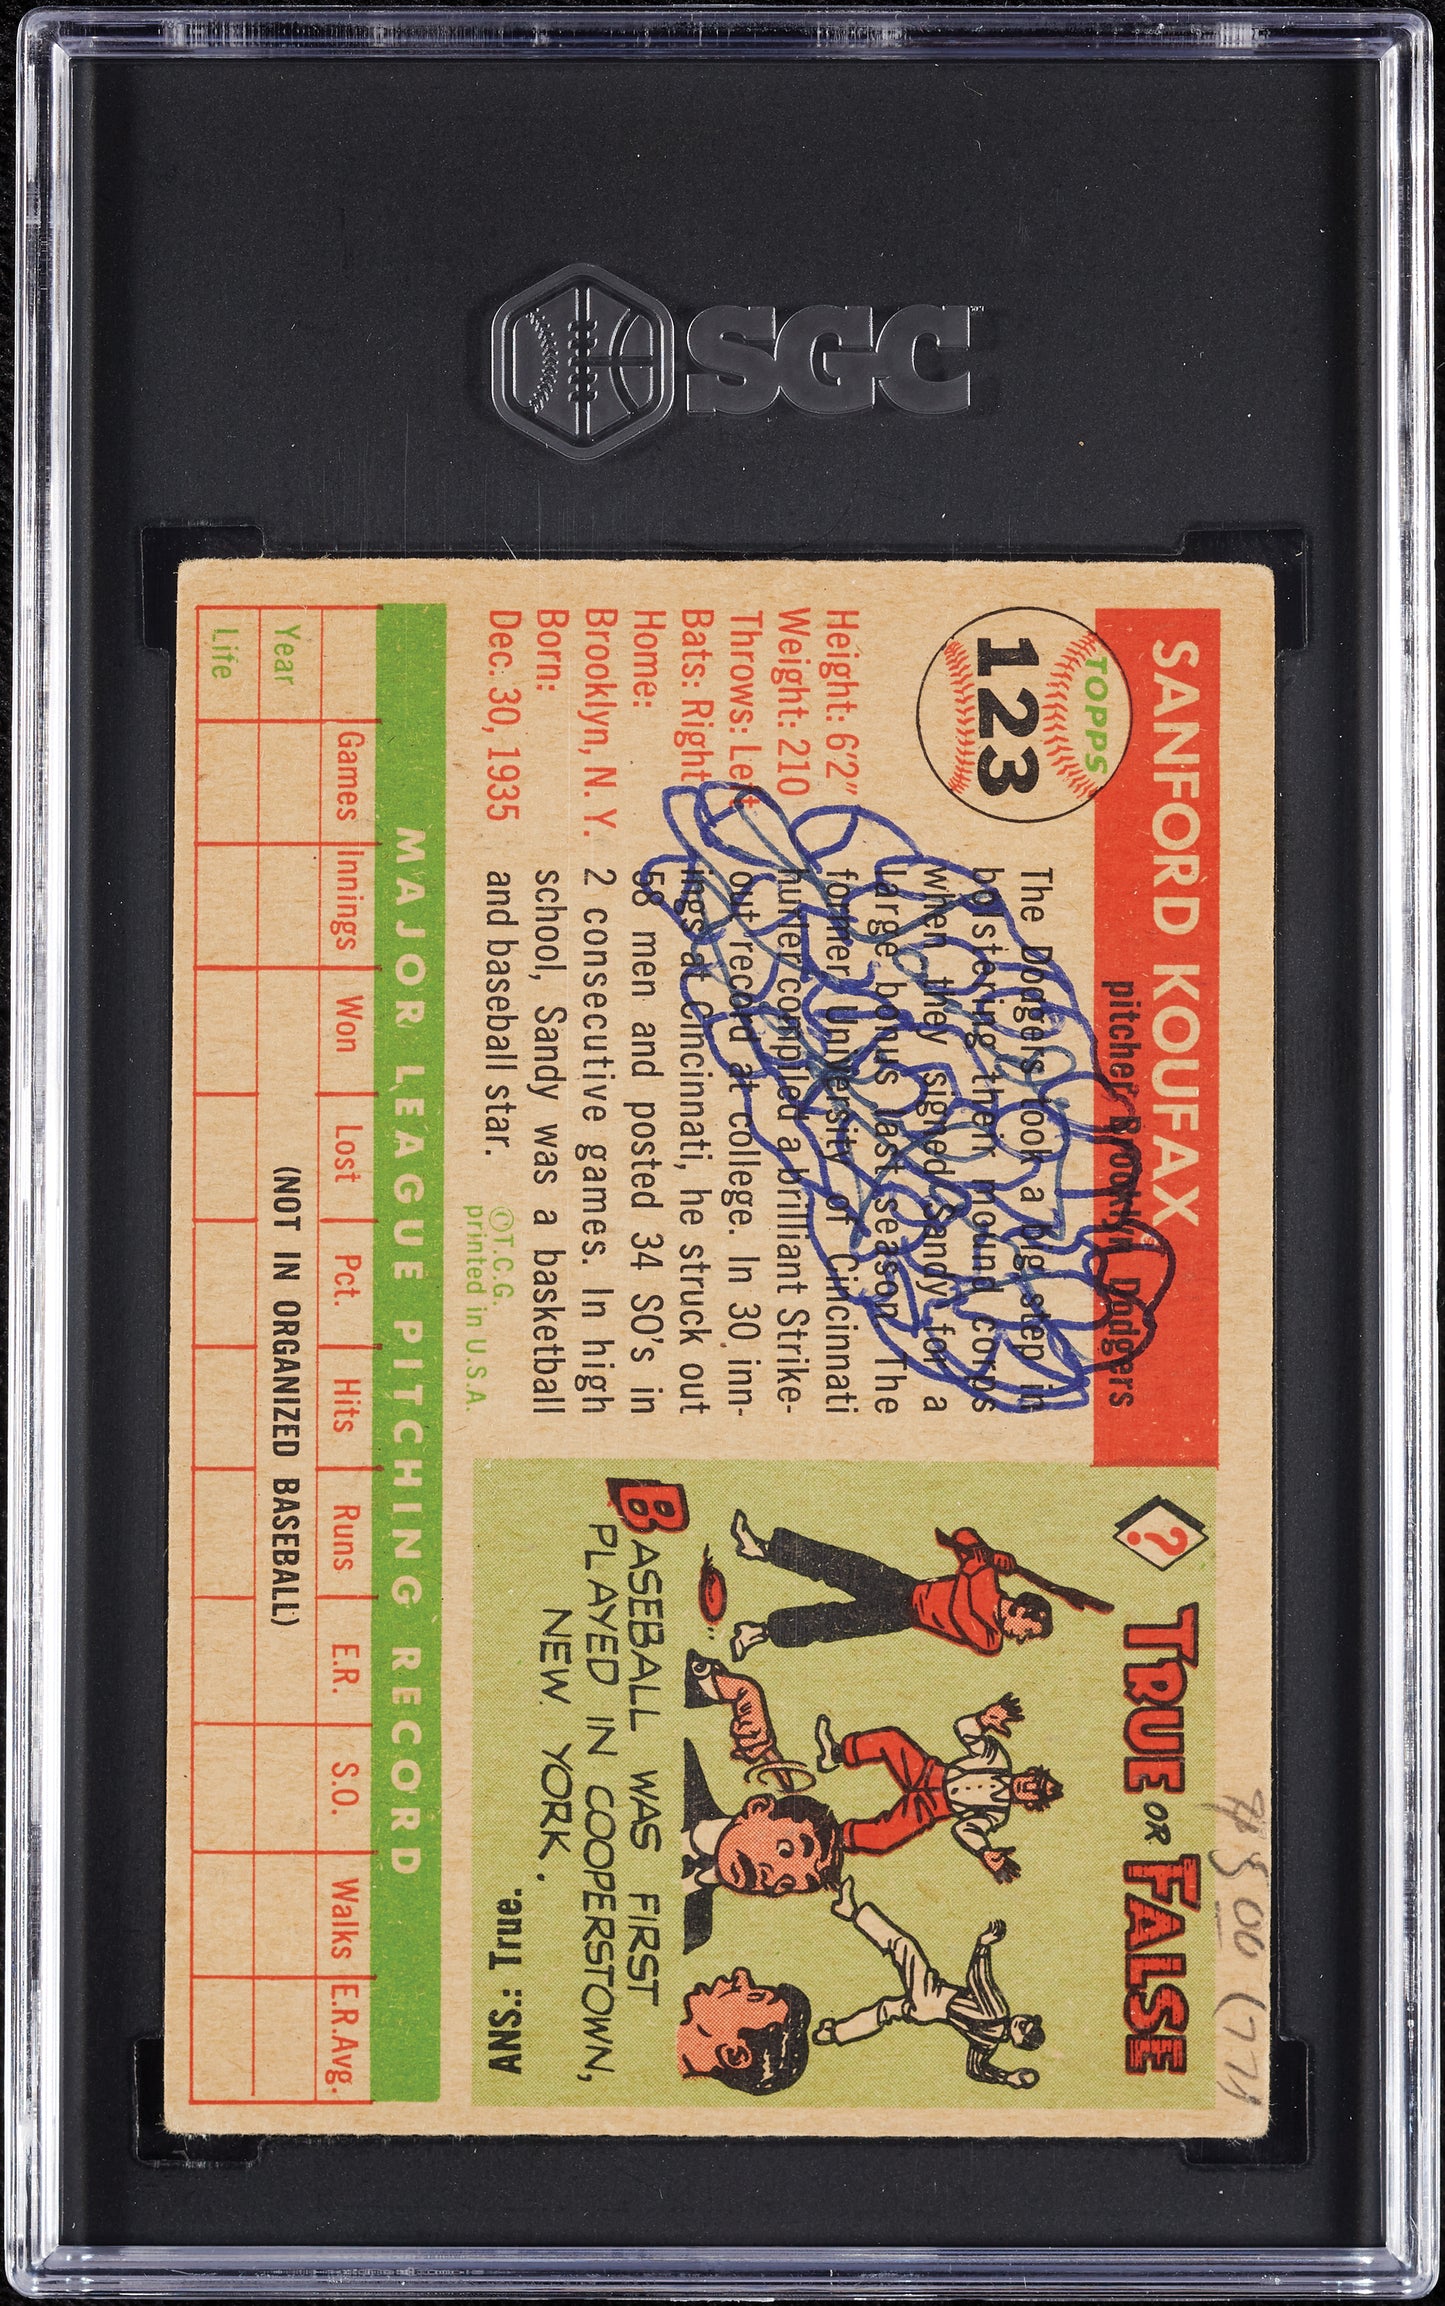 SGC
SANFORD KOUFAX
pitcher Brooklyn Dodgers
TOPPS
123
Height: 6'2"
Weight: 210
Throws: Left
Bats: Right
Home:
Brooklyn, N. Y.
Born:
Dec. 30, 1935
The Dodgers took a big step in
bolstering their mound corps
when they signed Sandy for a
large bonus last season. The
former University of Cincinnati
hurler compiled a brilliant Strike-
out record at college. In 30 inn-
ings at Cincinnati, he struck out
58 men and posted 34 SO's in
2 consecutive games. In high
school, Sandy was a basketball
and baseball star.
©T.C.G.
printed in U.S.A.
?
TRUE OR FALSE
BASEBALL WAS FIRST
PLAYED IN COOPERSTOWN,
NEW YORK.
ANS.: True.
MAJOR LEAGUE PITCHING RECORD
Games Innings Won Lost Pct. Hits Runs E.R. S.O. Walks E.R.Avg.
Year (NOT IN ORGANIZED BASEBALL)
Life